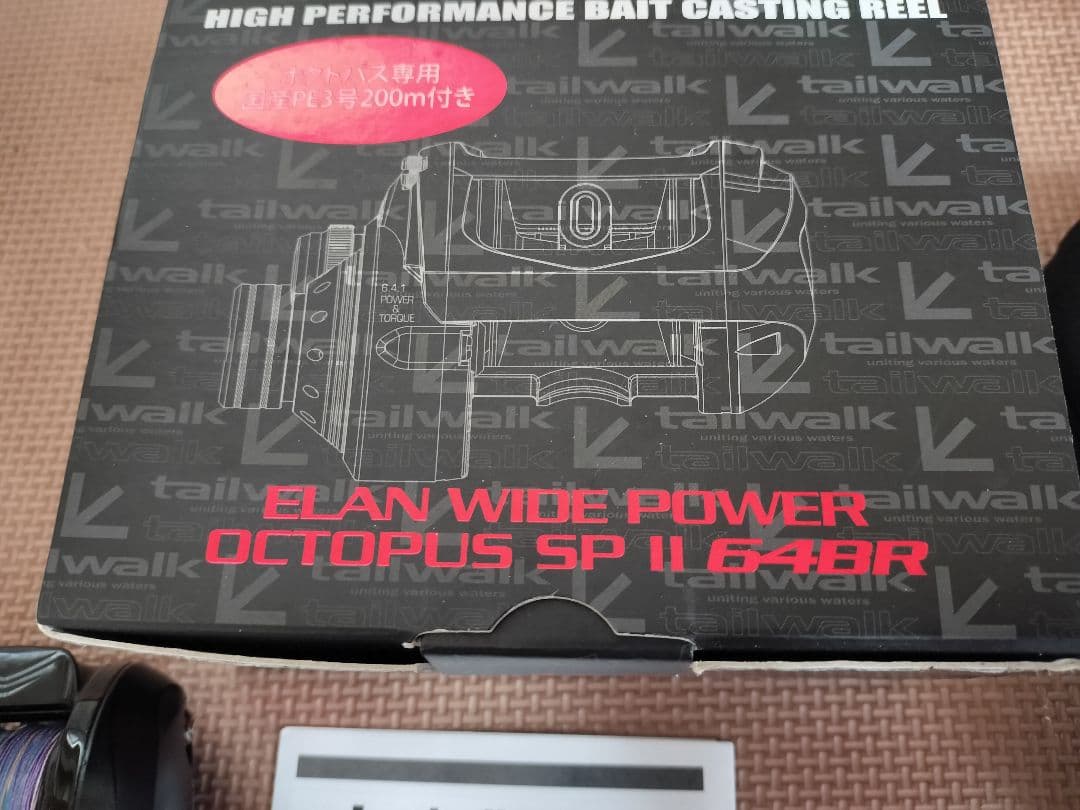 HIGH PERFORMANCE BAIT CASTING REEL
オクトパス専用
国産PE3号200m付き
tailwalk
uniting various waters
6.4.1
POWER
&
TORQUE
ELAN WIDE POWER
OCTOPUS SP II 64BR